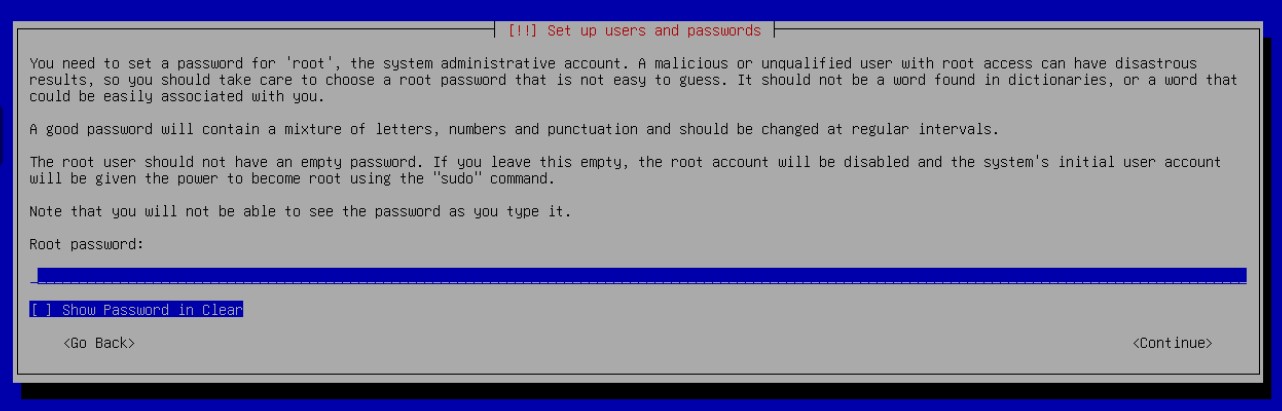 [!!] Set up users and passwords
You need to set a password for 'root', the system administrative account. A malicious or unqualified user with root access can have disastrous
results, so you should take care to choose a root password that is not easy to guess. It should not be a word found in dictionaries, or a word that
could be easily associated with you.
A good password will contain a mixture of letters, numbers and punctuation and should be changed at regular intervals.
The root user should not have an empty password. If you leave this empty, the root account will be disabled and the system's initial user account
will be given the power to become root using the "sudo" command.
Note that you will not be able to see the password as you type it.
Root password:
[ ] Show Password in Clear
<Go Back> <Continue>